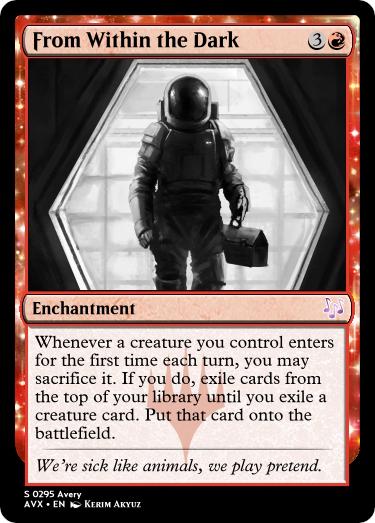 From Within the Dark 3
Enchantment
Whenever a creature you control enters
for the first time each turn, you may
sacrifice it. If you do, exile cards from
the top of your library until you exile a
creature card. Put that card onto the
battlefield.
We're sick like animals, we play pretend.
S 0295 Avery
AVX • EN Kerim Akyuz